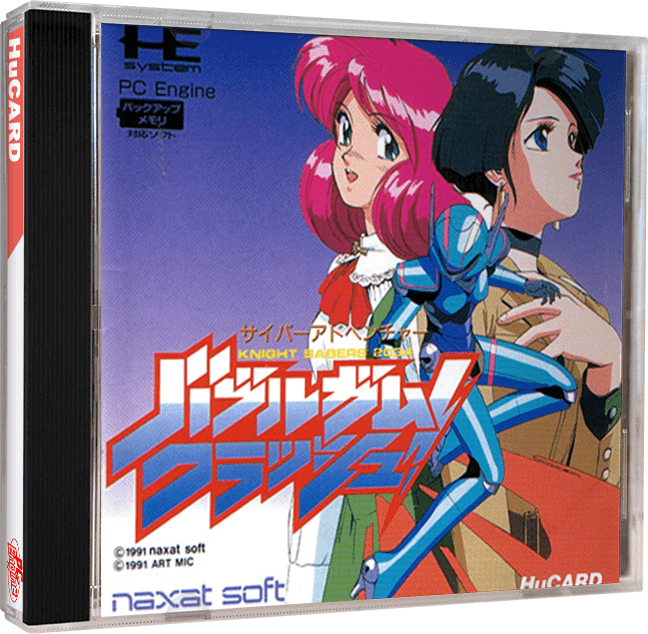 HuCARD
HE
system
PC Engine
バックアップ
メモリ
対応ソフト
サイバーアドベンチャー
KNIGHT SABERS 2034
バブルガム
クラッシュ!
©1991 naxat soft
©1991 ART MIC
naxat soft
HuCARD